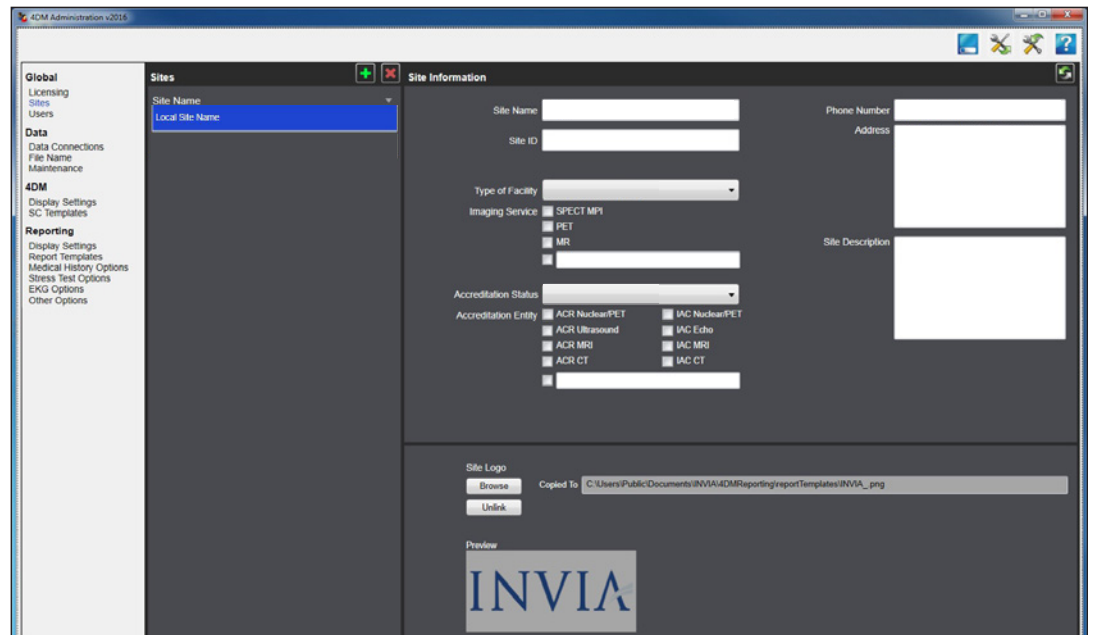 4DM Administration v2016
Global
Licensing
Sites
Users
Data
Data Connections
File Name
Maintenance
4DM
Display Settings
SC Templates
Reporting
Display Settings
Report Templates
Medical History Options
Stress Test Options
EKG Options
Other Options
Sites
Site Name
Local Site Name
Site Information
Site Name
Site ID
Type of Facility
Imaging Service
SPECT MPI
PET
MR
Accreditation Status
Accreditation Entity
ACR Nuclear/PET
IAC Nuclear/PET
ACR Ultrasound
IAC Echo
ACR MRI
IAC MRI
ACR CT
IAC CT
Phone Number
Address
Site Description
Site Logo
Browse
Copied To C:\Users\Public\Documents\INVIA\4DMReporting\reportTemplates\INVIA_.png
Unlink
Preview
INVIA